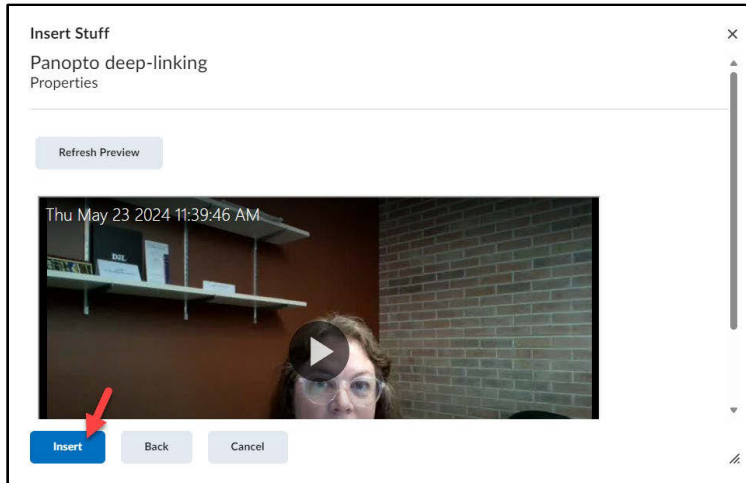 Insert Stuff
Panopto deep-linking
Properties
Refresh Preview
Thu May 23 2024 11:39:46 AM
D2L
Insert
Back
Cancel